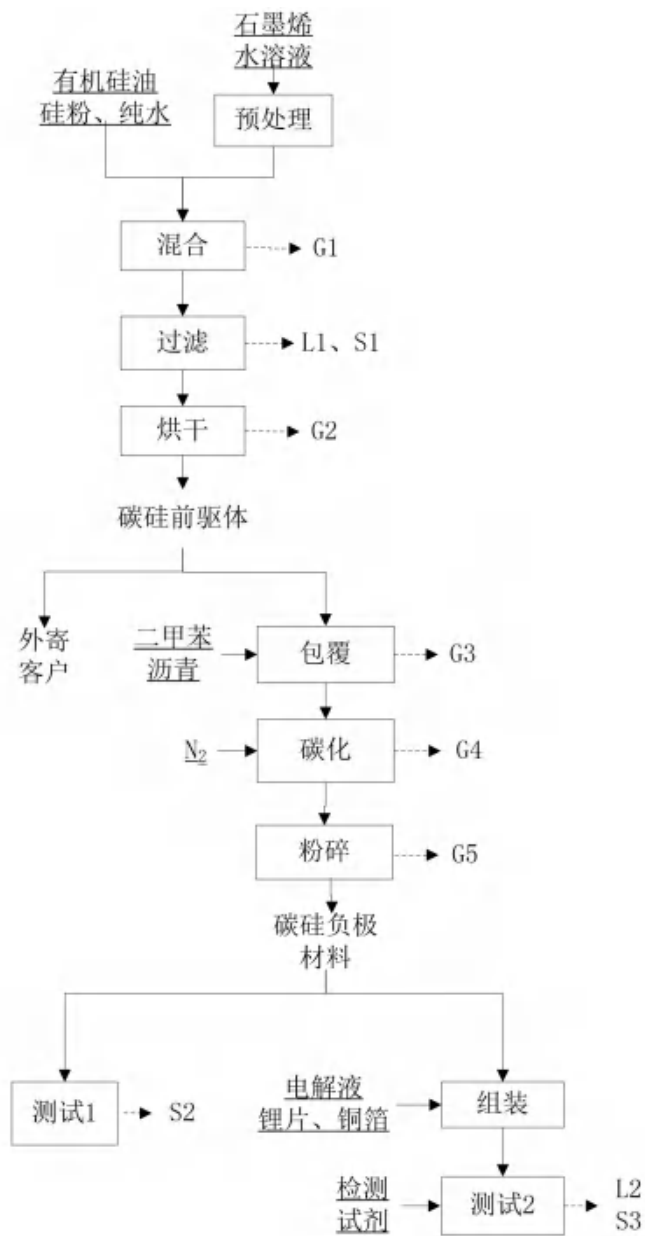 石墨烯
水溶液
有机硅油
硅粉、纯水
预处理
混合
G1
过滤
L1、S1
烘干
G2
碳硅前驱体
外寄
客户
二甲苯
沥青
包覆
G3
N₂
碳化
G4
粉碎
G5
碳硅负极
材料
测试1
S2
电解液
锂片、铜箔
组装
检测
试剂
测试2
L2
S3